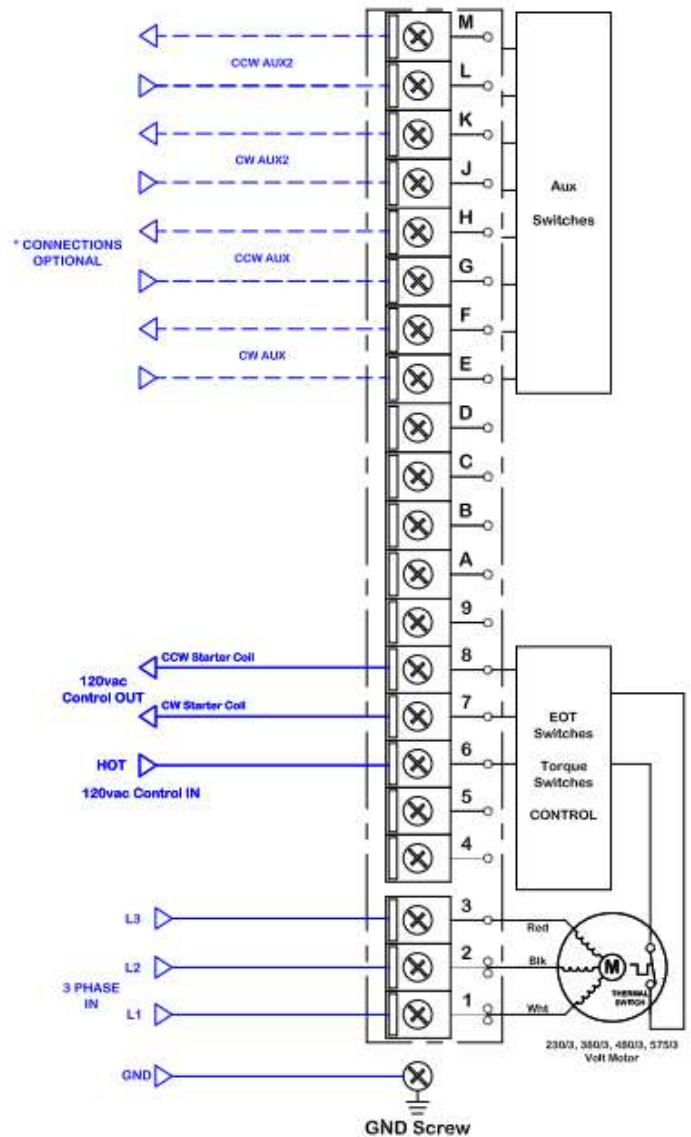 M
CCW AUX2
L
K
CW AUX2
J
Aux
Switches
H
* CONNECTIONS
OPTIONAL
CCW AUX
G
F
CW AUX
E
D
C
B
A
9
CCW Starter Coil
8
120vac
Control OUT
CW Starter Coil
7
EOT
Switches
HOT
6
Torque
Switches
120vac Control IN
5
CONTROL
4
L3
3
Red
L2
2
Blk
M
3 PHASE
IN
THERMAL
SWITCH
L1
1
Wht
230/3, 380/3, 460/3, 575/3
Volt Motor
GND
GND Screw